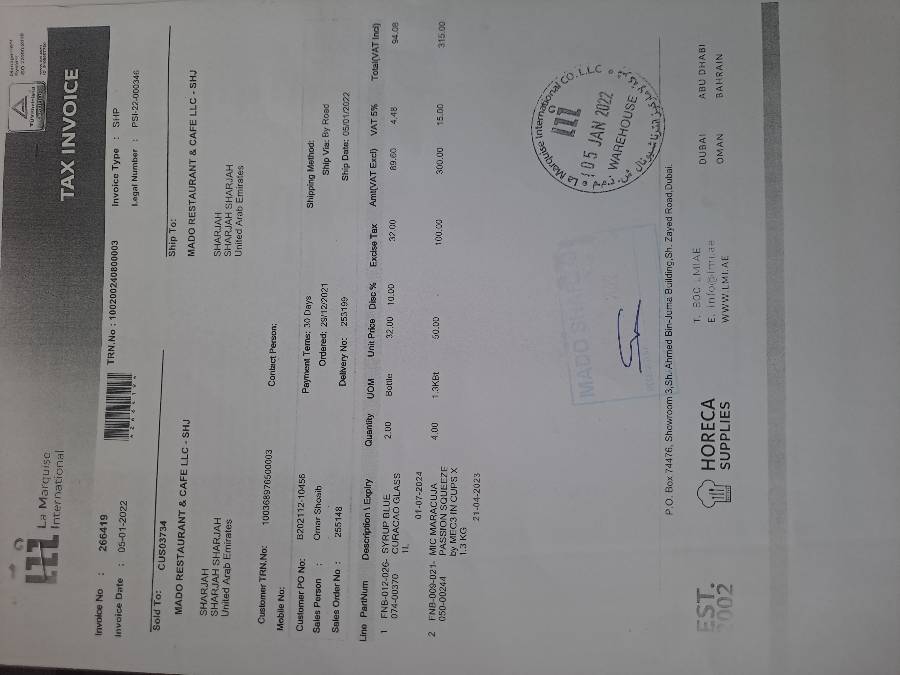 La Marquise
International
TAX INVOICE
Invoice No : 266419
TRN.No : 100200240800003
Invoice Type : SHP
Invoice Date : 05-01-2022
Legal Number : PSI-22-000346
Sold To: CUS03734
Ship To:
MADO RESTAURANT & CAFE LLC - SHJ
MADO RESTAURANT & CAFE LLC - SHJ
SHARJAH
SHARJAH SHARJAH
United Arab Emirates
SHARJAH
SHARJAH SHARJAH
United Arab Emirates
Customer TRN.No: 100368976500003
Mobile No:
Contact Person:
Customer PO No: B202112-10456
Payment Terms: 30 Days
Shipping Method:
Sales Person : Omar Shoaib
Ordered: 29/12/2021
Ship Via: By Road
Sales Order No : 255148
Delivery No: 253199
Ship Date: 05/01/2022
Line PartNum Description \ Expiry Quantity UOM Unit Price Disc % Excise Tax Amt(VAT Excl) VAT 5% Total(VAT Incl)
1 FNB-012-026- SYRUP BLUE 2.00 Bottle 32.00 10.00 32.00 89.60 4.48 94.08
074-00370 CURACAO GLASS
1L
01-07-2024
2 FNB-009-021- MIC MARACUJA 4.00 1.3KBt 50.00 100.00 300.00 15.00 315.00
050-00244 PASSION SQUEEZE
by MEC3 IN CUPSTX
1.3 KG
21-04-2023
La Marquise International CO. L.L.C
05 JAN 2022
WAREHOUSE
P.O. Box 74476, Showroom 3,Sh.Ahmed Bin-Juma Building,Sh. Zayed Road,Dubai.
EST.
2002
HORECA
SUPPLIES
T. 800 LMIAE
E. info@lmi.ae
WWW.LMI.AE
DUBAI ABU DHABI
OMAN BAHRAIN